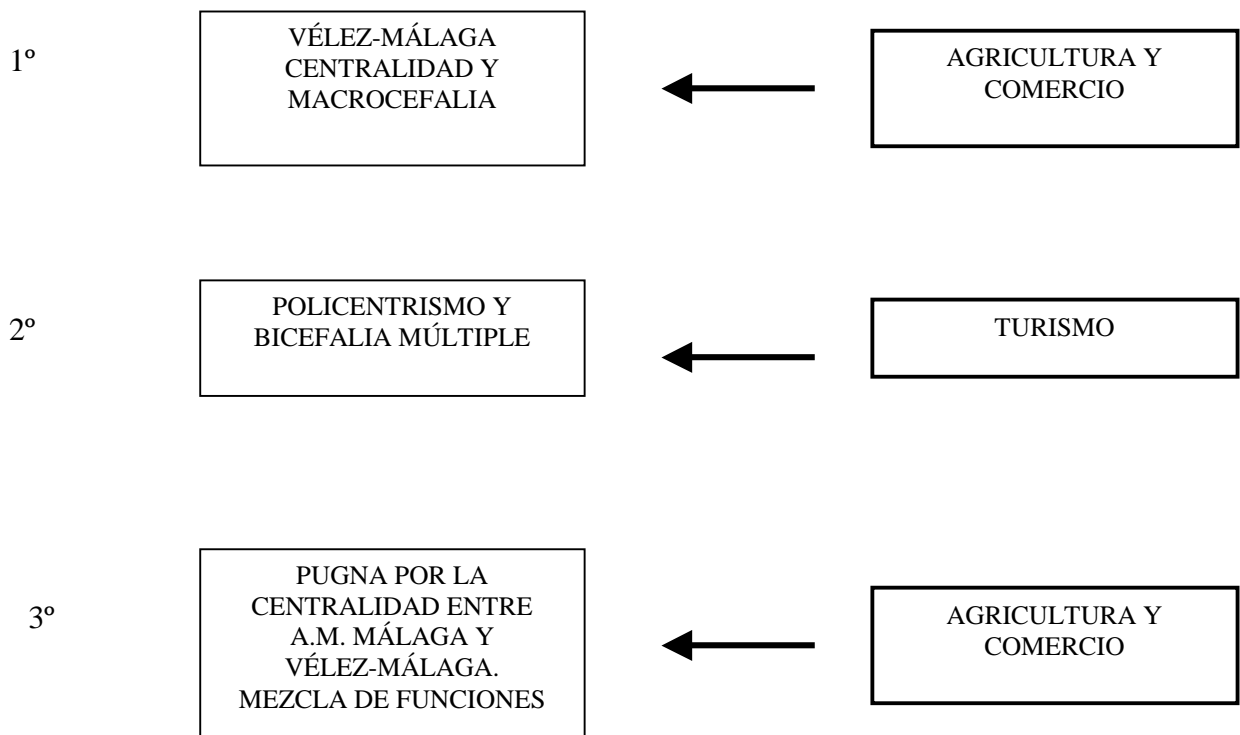 1º
VÉLEZ-MÁLAGA
CENTRALIDAD Y
MACROCEFALIA
AGRICULTURA Y
COMERCIO
2º
POLICENTRISMO Y
BICEFALIA MÚLTIPLE
TURISMO
3º
PUGNA POR LA
CENTRALIDAD ENTRE
A.M. MÁLAGA Y
VÉLEZ-MÁLAGA.
MEZCLA DE FUNCIONES
AGRICULTURA Y
COMERCIO